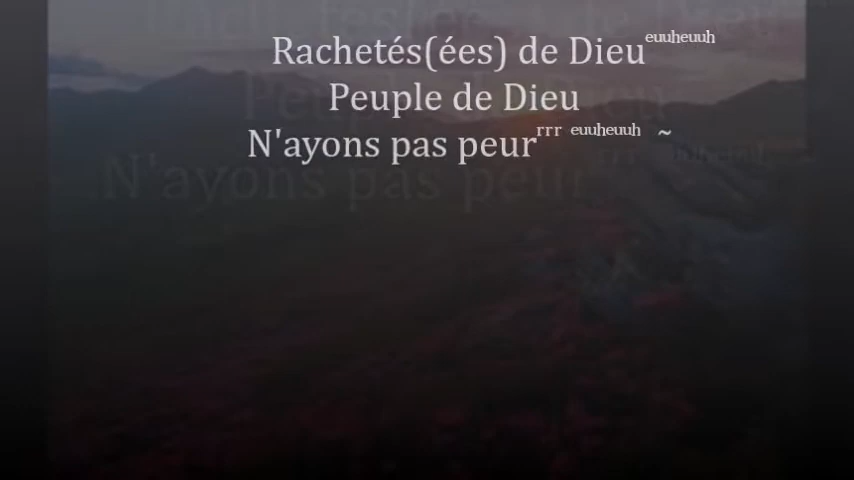 Rachetés(ées) de Dieu euuheuuh
Peuple de Dieu
N'ayons pas peur rrr euuheuuh ~